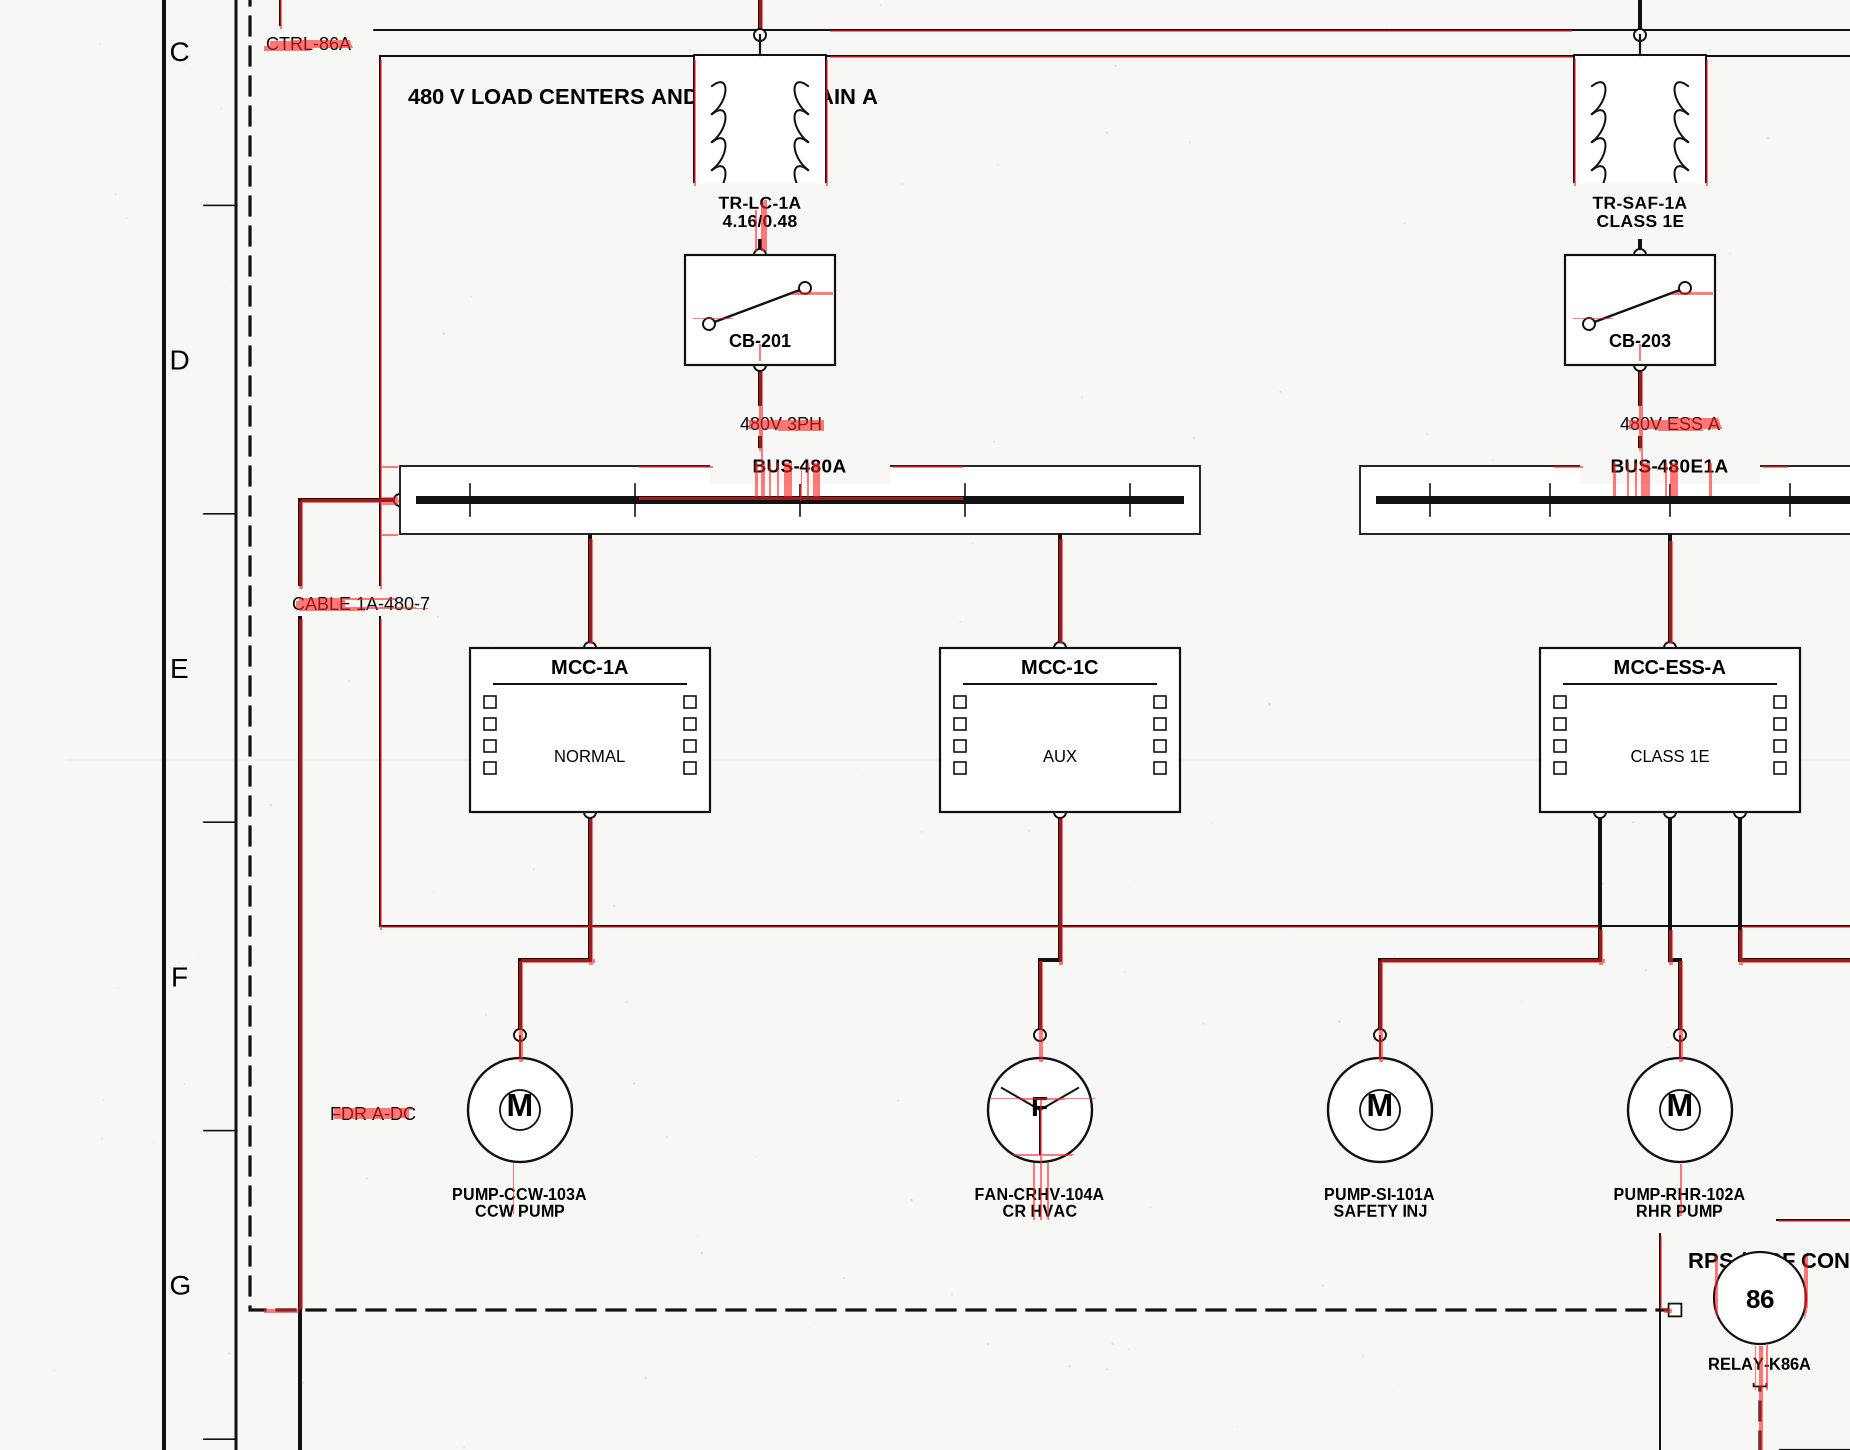 C
CTRL-86A
480 V LOAD CENTERS AND AIN A
TR-LC-1A
4.16/0.48
TR-SAF-1A
CLASS 1E
CB-201
CB-203
D
480V 3PH
480V ESS A
BUS-480A
BUS-480E1A
CABLE 1A-480-7
E
MCC-1A
NORMAL
MCC-1C
AUX
MCC-ESS-A
CLASS 1E
F
M
F
M
M
FDR A-DC
PUMP-CCW-103A
CCW PUMP
FAN-CRHV-104A
CR HVAC
PUMP-SI-101A
SAFETY INJ
PUMP-RHR-102A
RHR PUMP
G
RPS CON
86
RELAY-K86A